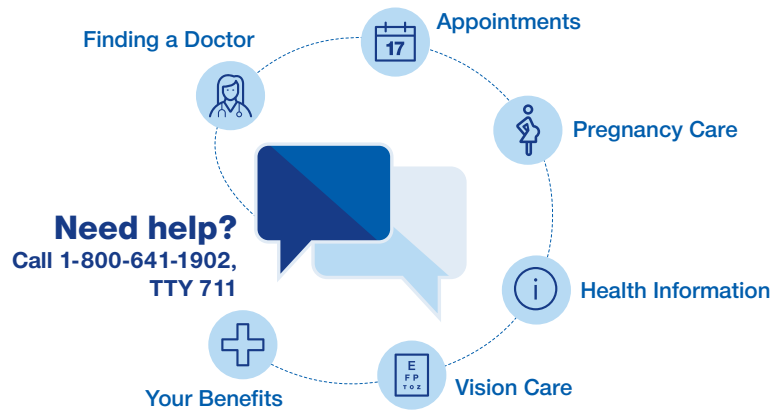 Finding a Doctor
Appointments
17
Pregnancy Care
Need help?
Call 1-800-641-1902,
TTY 711
i
Health Information
E
F P
T O Z
Vision Care
Your Benefits